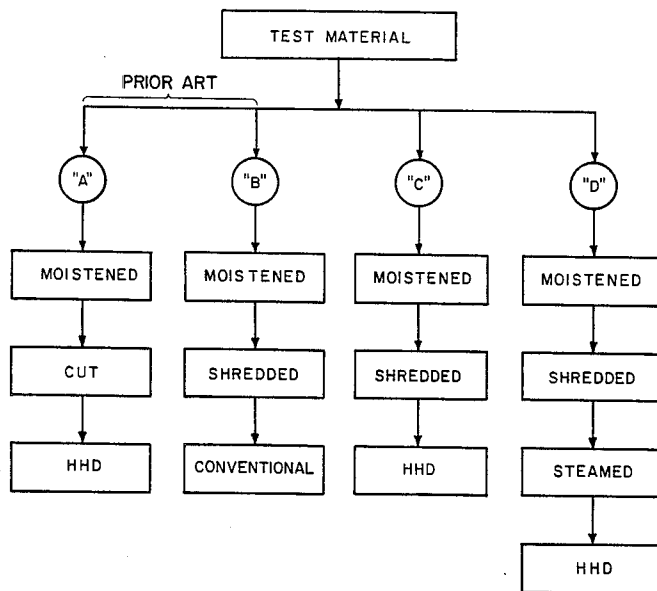 TEST MATERIAL
PRIOR ART
"A" "B" "C" "D"
MOISTENED MOISTENED MOISTENED MOISTENED
CUT SHREDDED SHREDDED SHREDDED
HHD CONVENTIONAL HHD STEAMED
HHD